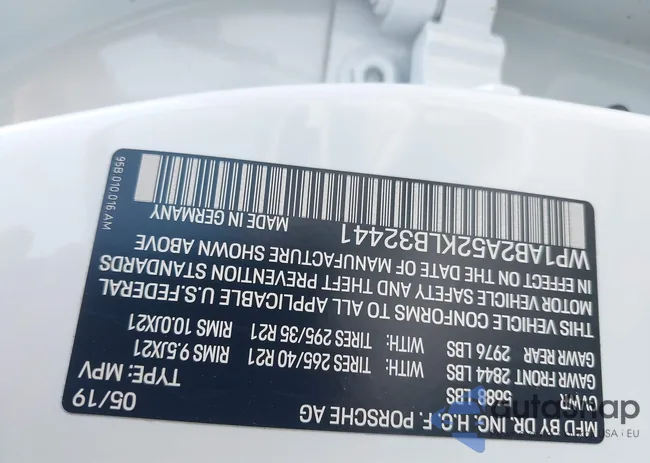 MFD BY DR. ING. H.C. F. PORSCHE AG 05/19
GVWR 5688 LBS TYPE: MPV
GAWR FRONT 2844 LBS WITH: TIRES 265/40 R21 RIMS 9.5JX21
GAWR REAR 2976 LBS WITH: TIRES 295/35 R21 RIMS 10.0JX21
THIS VEHICLE CONFORMS TO ALL APPLICABLE U.S.FEDERAL
MOTOR VEHICLE SAFETY AND THEFT PREVENTION STANDARDS
IN EFFECT ON THE DATE OF MANUFACTURE SHOWN ABOVE
WP1AB2A52KLB32441 MADE IN GERMANY
95B 010 016 AM
autosnap
USA EU